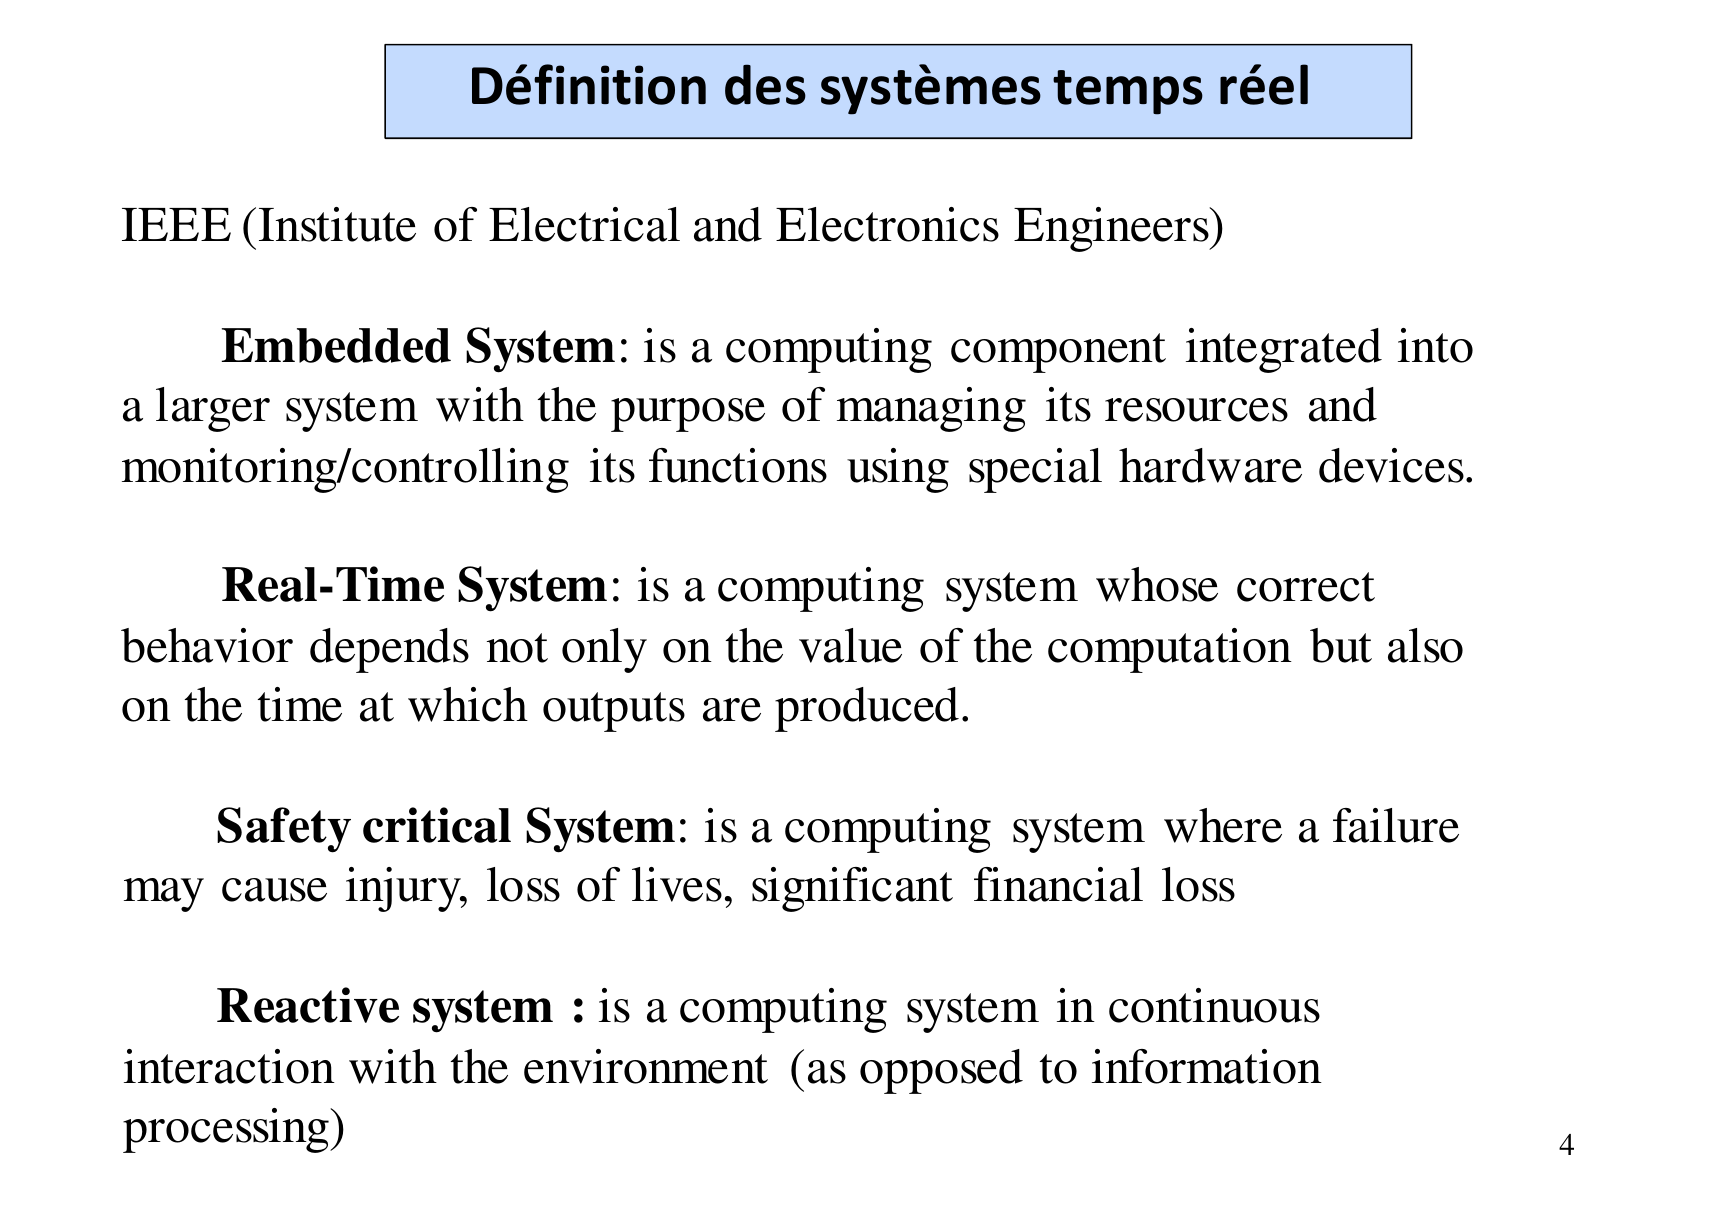 Définition des systèmes temps réel
IEEE (Institute of Electrical and Electronics Engineers)
Embedded System: is a computing component integrated into
a larger system with the purpose of managing its resources and
monitoring/controlling its functions using special hardware devices.
Real-Time System: is a computing system whose correct
behavior depends not only on the value of the computation but also
on the time at which outputs are produced.
Safety critical System: is a computing system where a failure
may cause injury, loss of lives, significant financial loss
Reactive system : is a computing system in continuous
interaction with the environment (as opposed to information
processing)
4